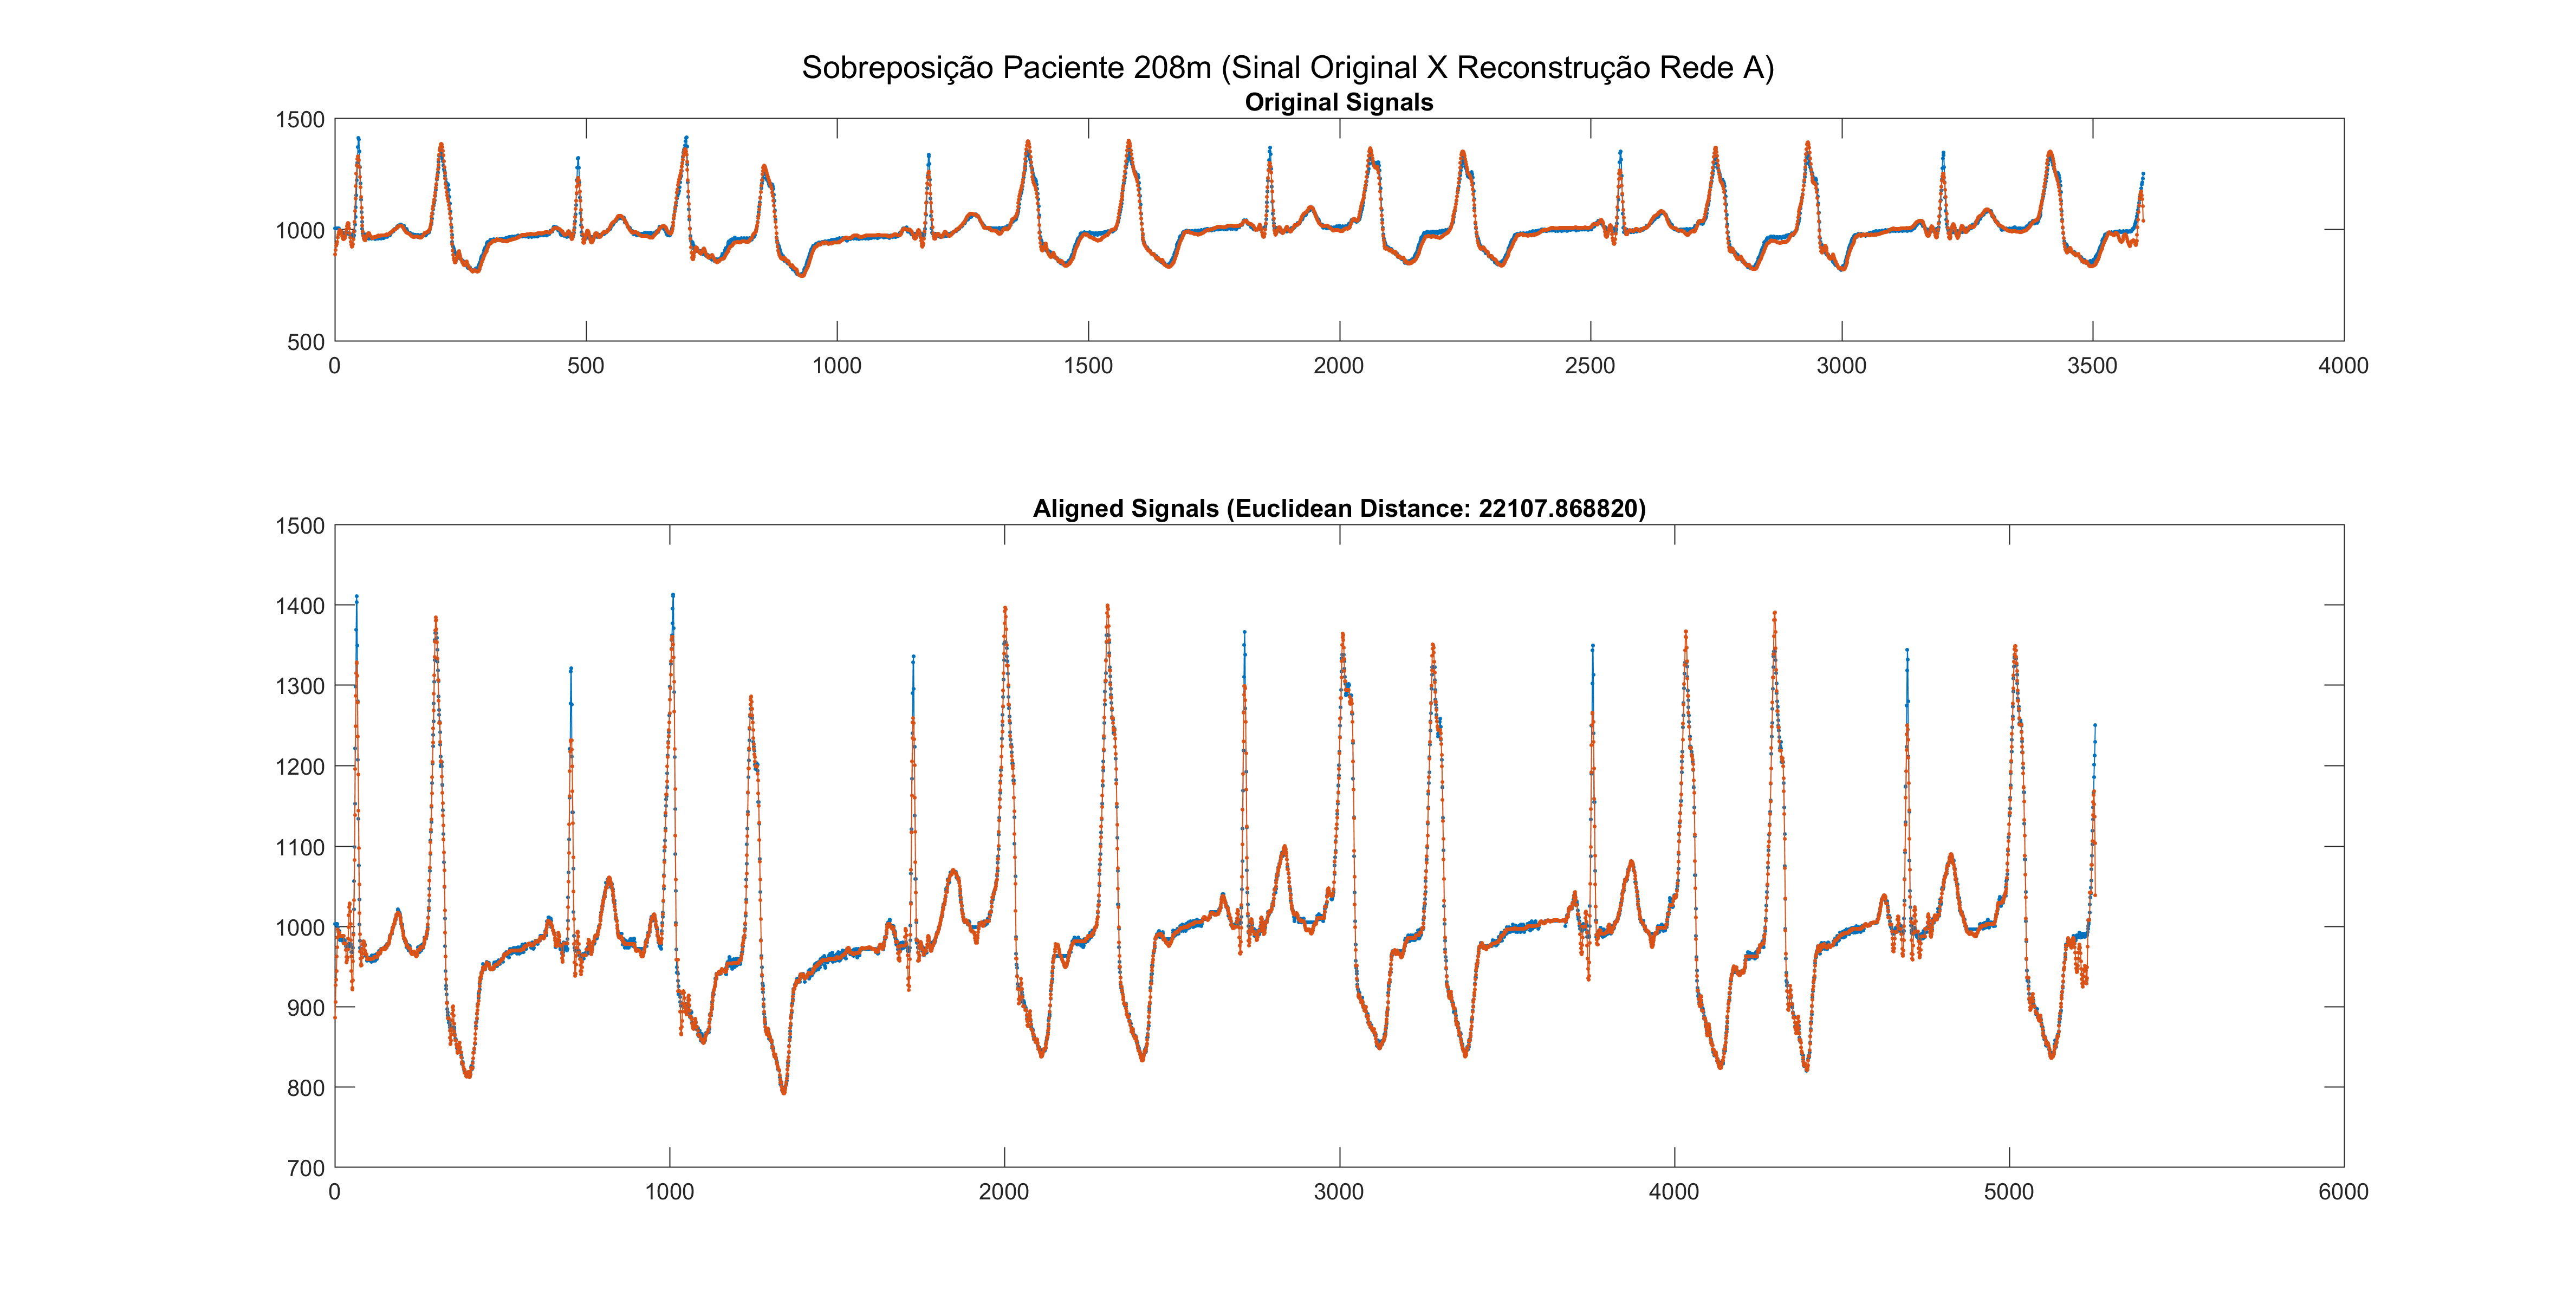 Sobreposição Paciente 208m (Sinal Original X Reconstrução Rede A)
Original Signals
1500
1000
500
0 500 1000 1500 2000 2500 3000 3500 4000
Aligned Signals (Euclidean Distance: 22107.868820)
1500
1400
1300
1200
1100
1000
900
800
700
0 1000 2000 3000 4000 5000 6000